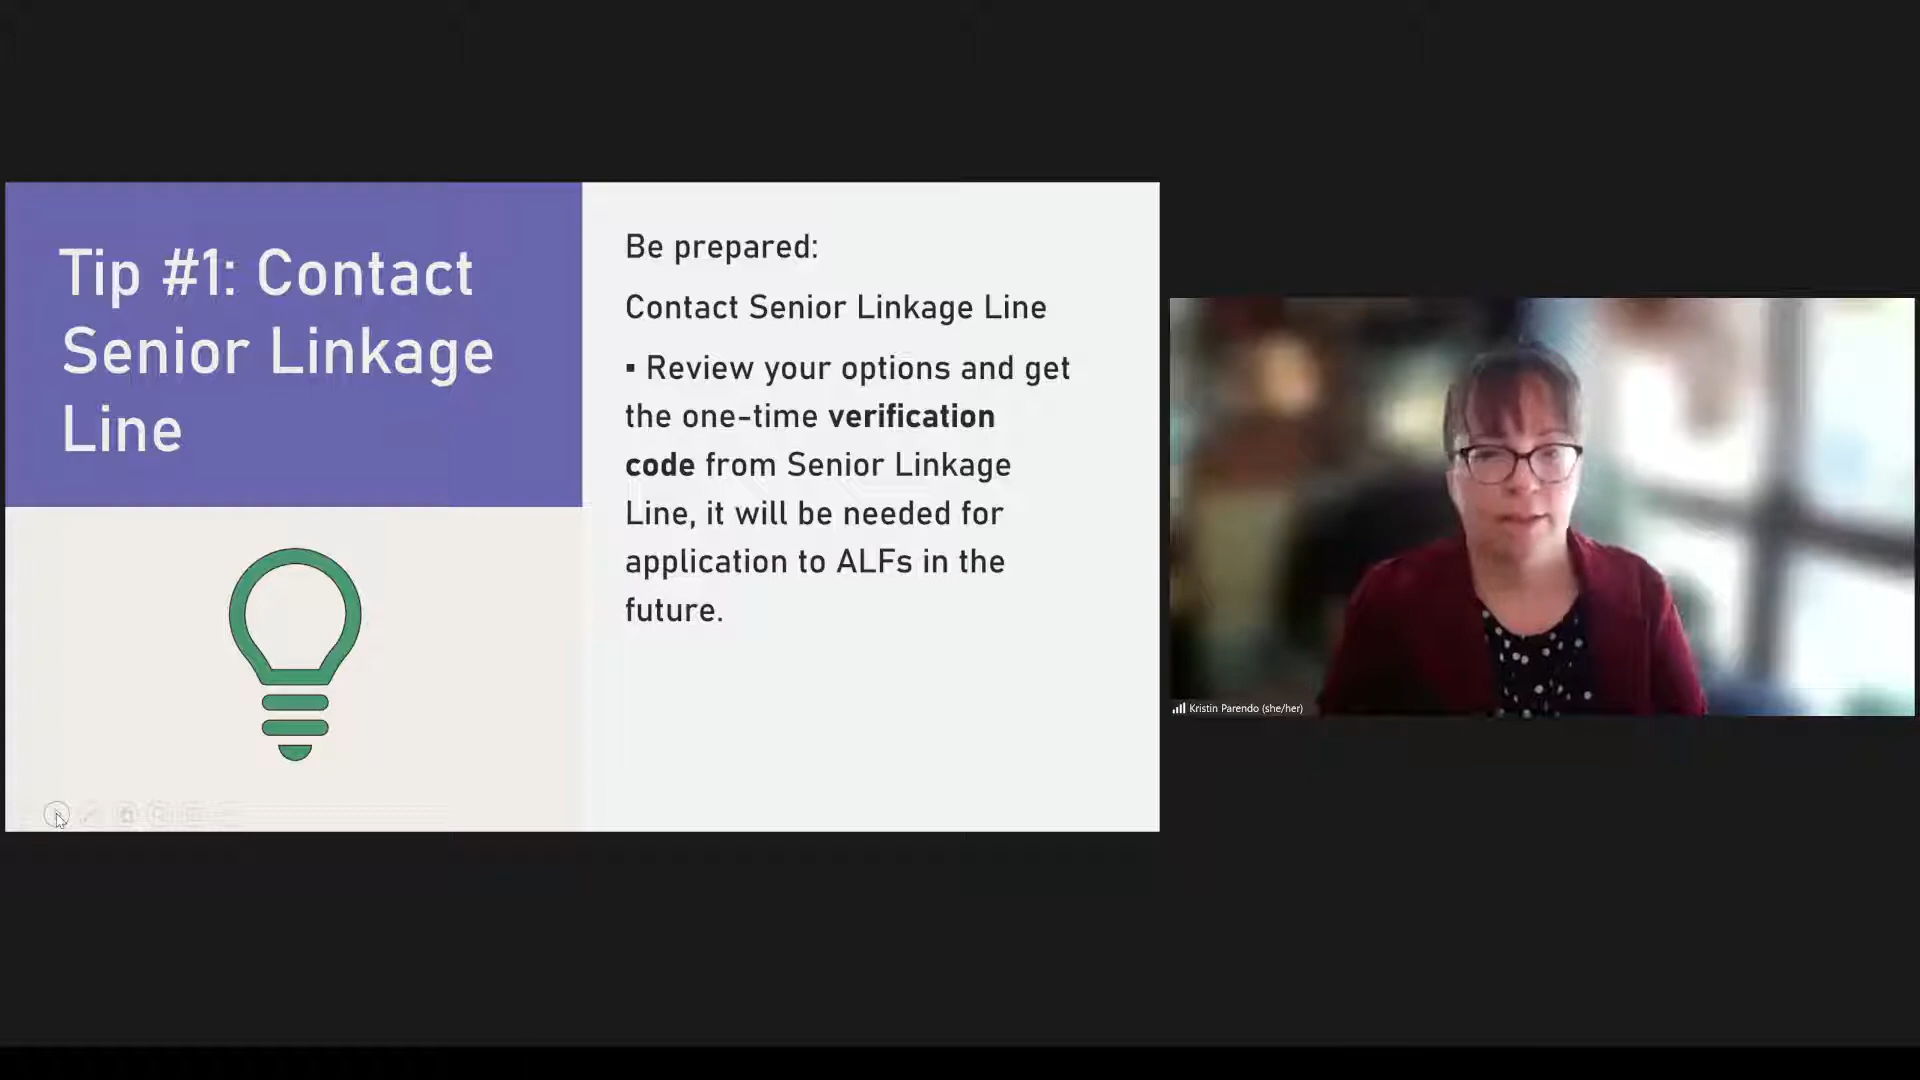 Tip #1: Contact
Senior Linkage
Line
Be prepared:
Contact Senior Linkage Line
▪ Review your options and get
the one-time verification
code from Senior Linkage
Line, it will be needed for
application to ALFs in the
future.
Kristin Parendo (she/her)